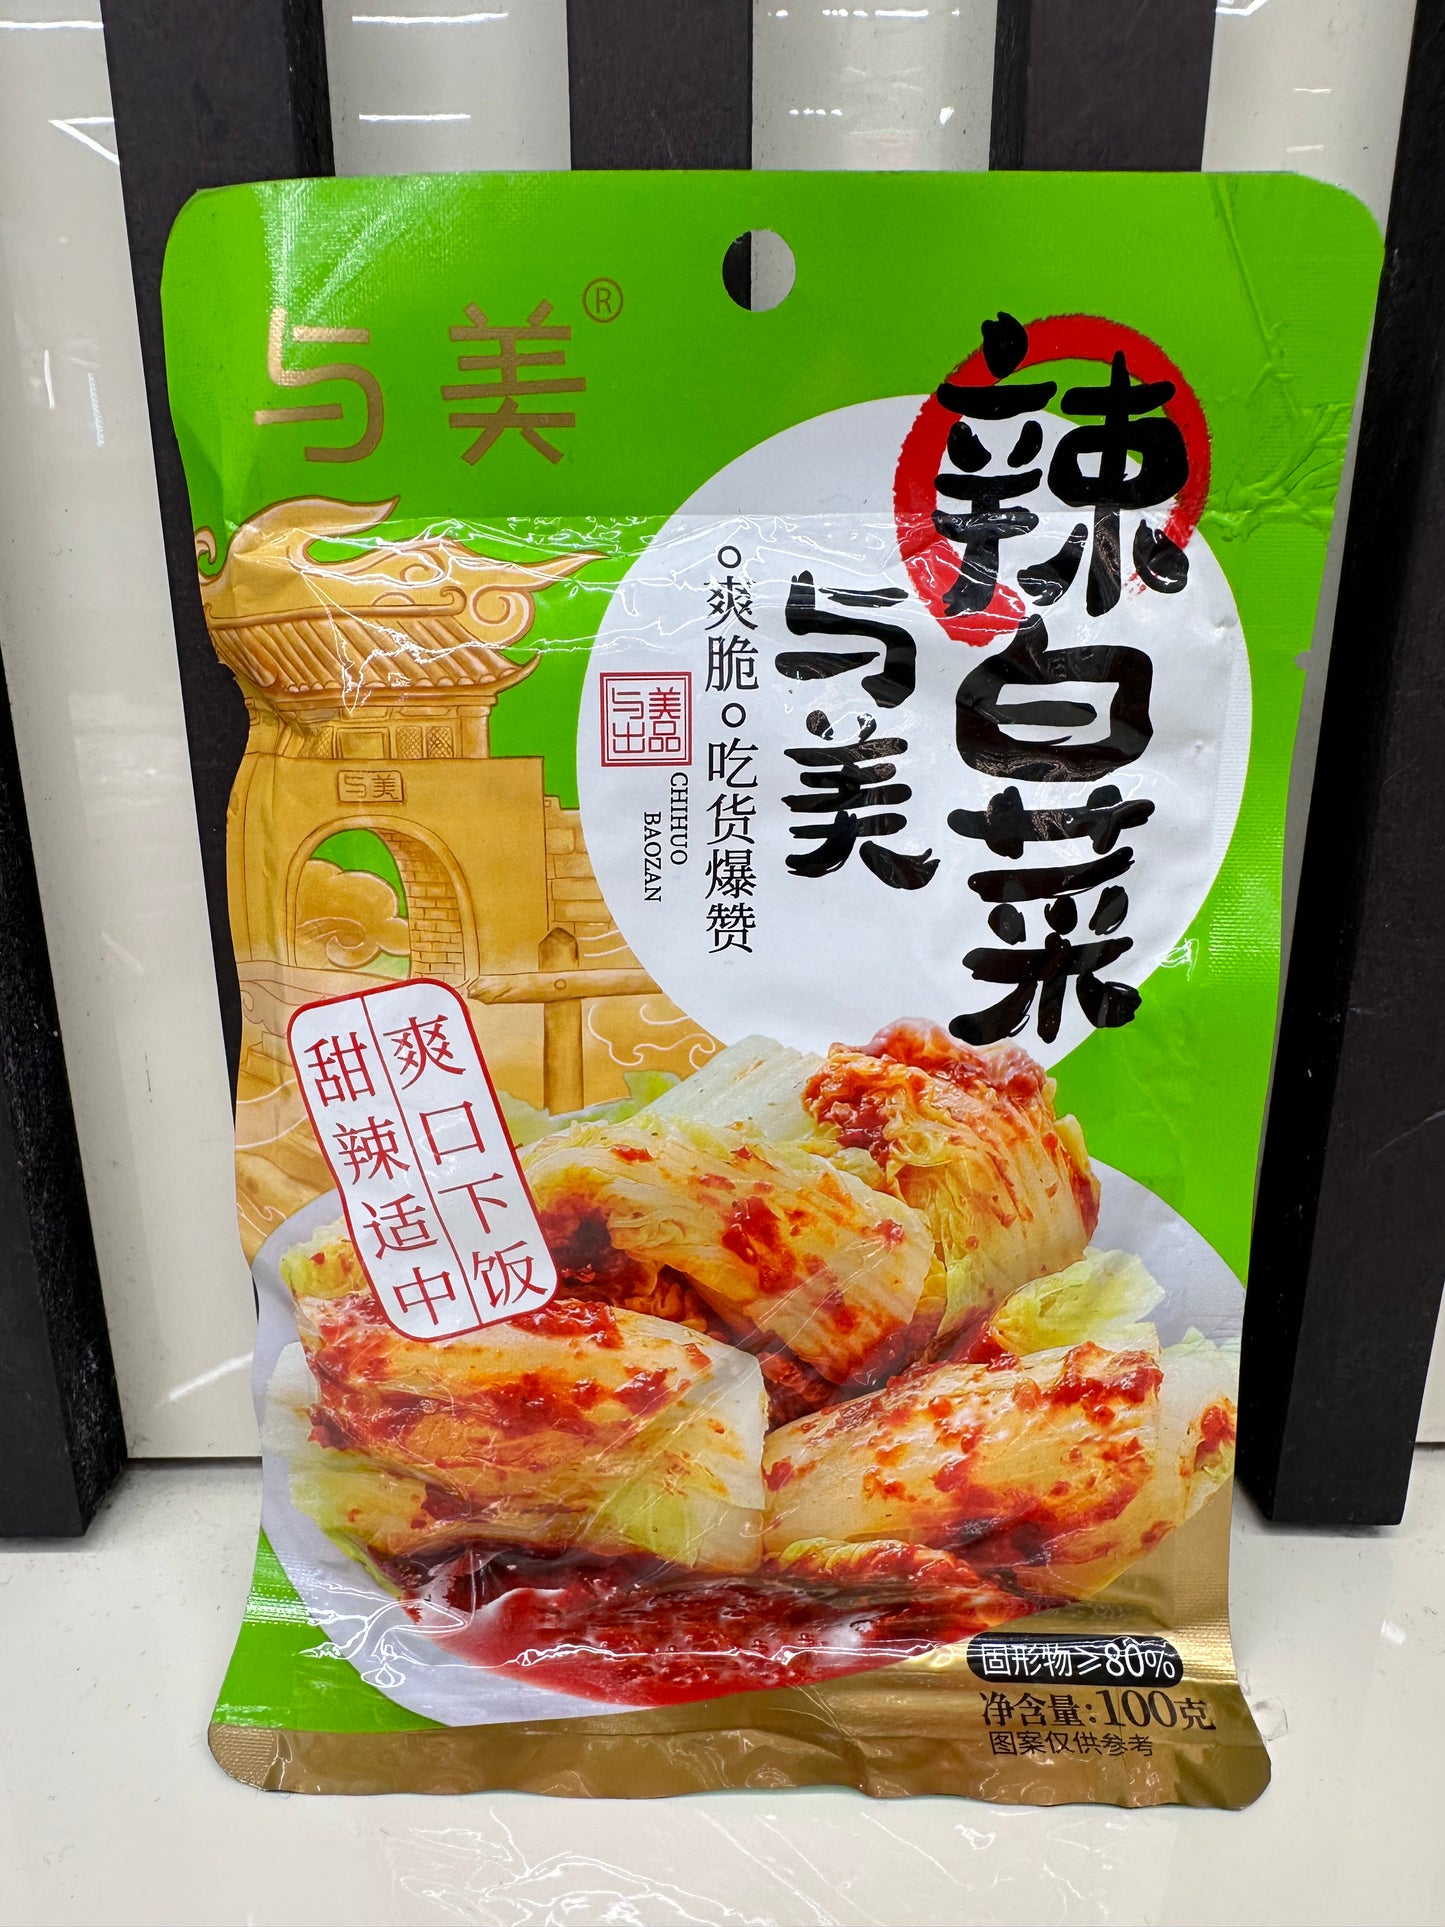 与美®
辣白菜
与美
。爽脆。吃货爆赞
CHIHUO
BAOZAN
与美
出品
与美
爽口下饭
甜辣适中
固形物≥80%
净含量:100克
图案仅供参考